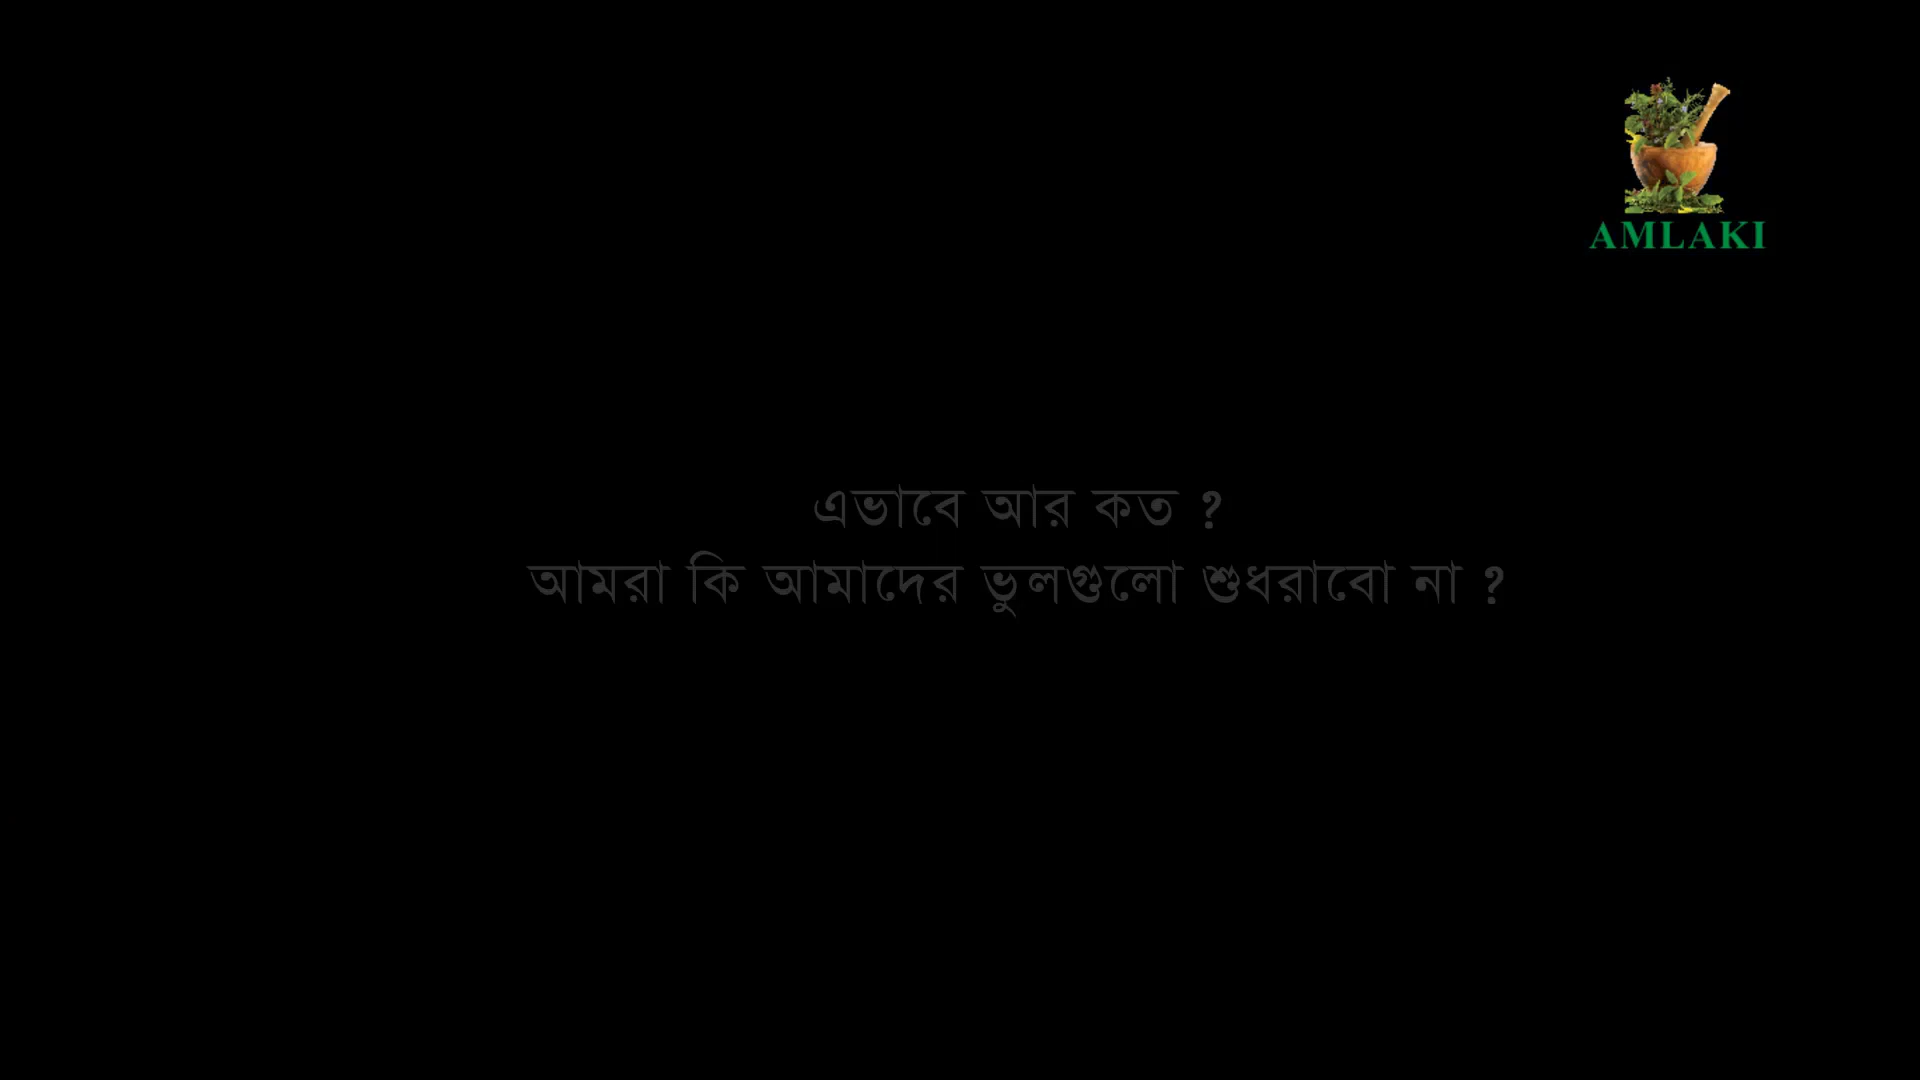 AMLAKI
এভাবে আর কত ?
আমরা কি আমাদের ভুলগুলো শুধরাবো না ?